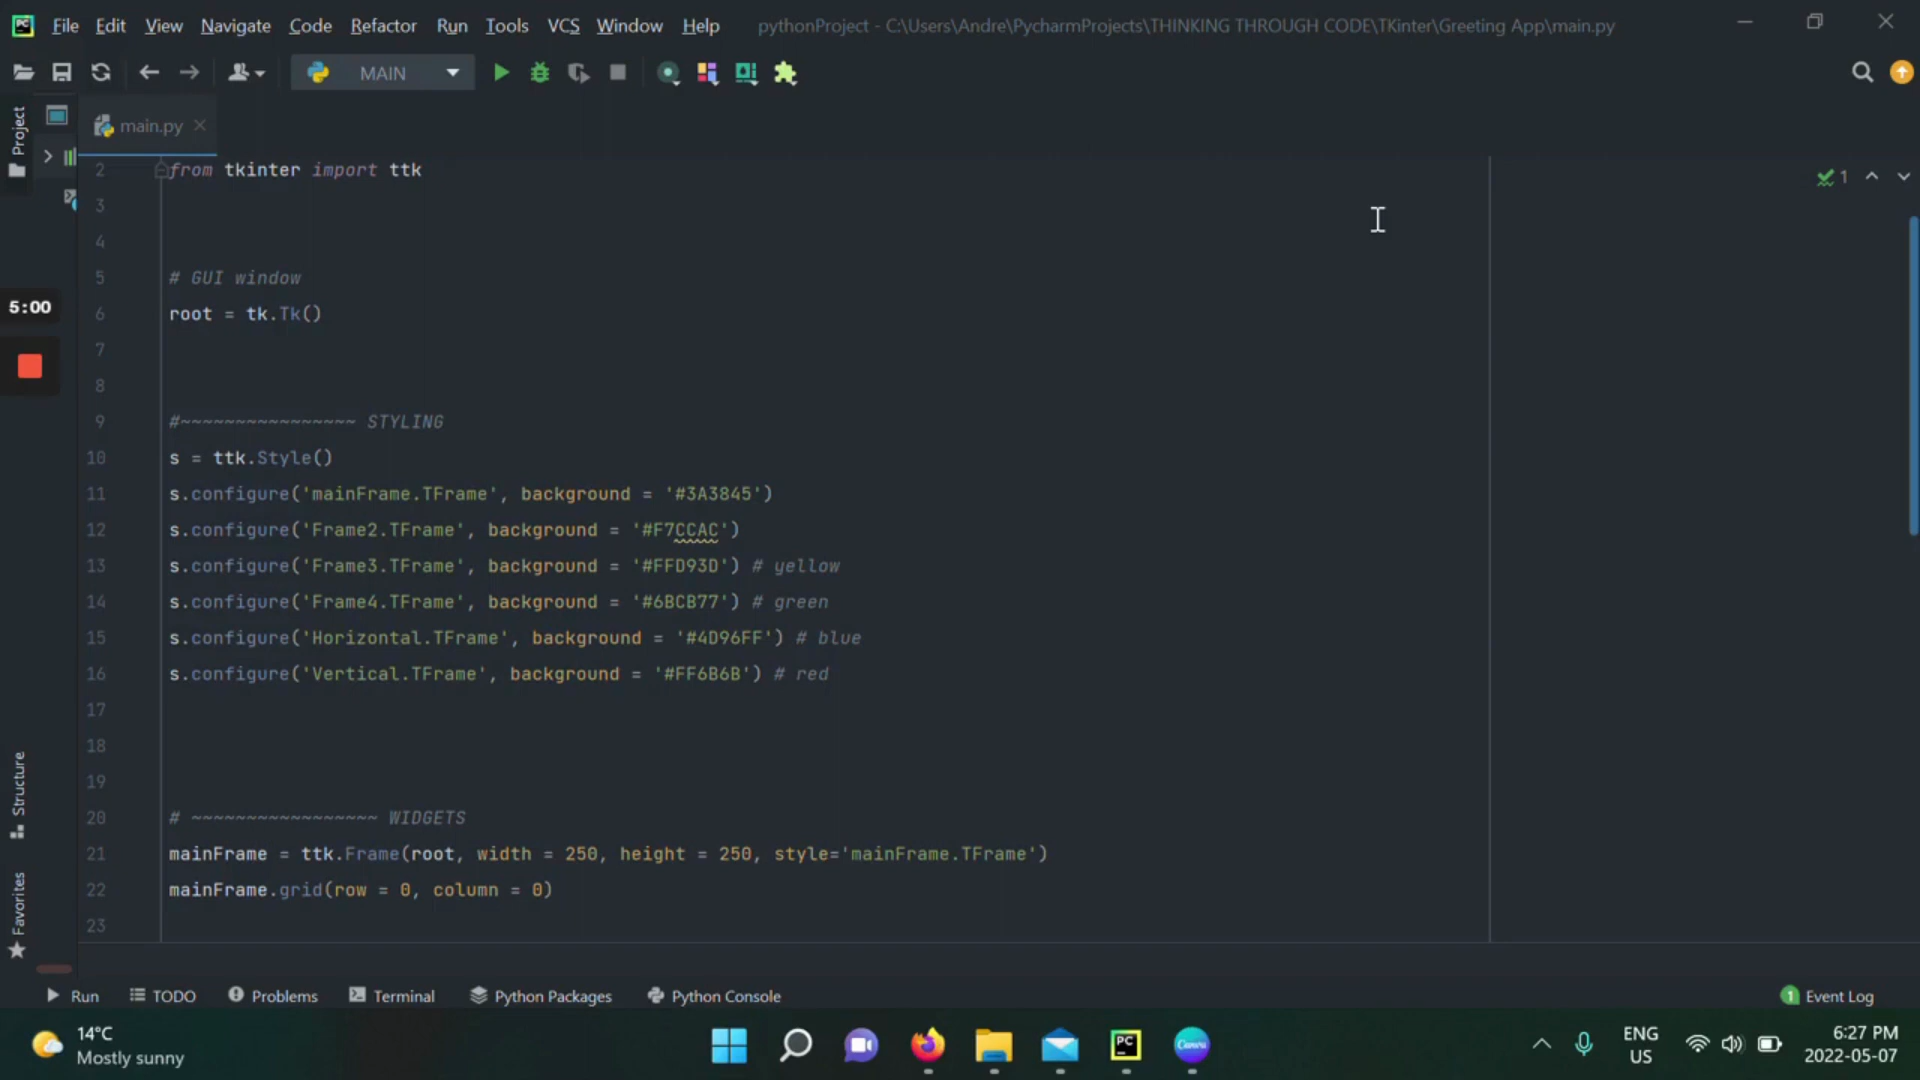 PC File Edit View Navigate Code Refactor Run Tools VCS Window Help pythonProject - C:\Users\Andre\PycharmProjects\THINKING THROUGH CODE\TKinter\Greeting App\main.py
MAIN
Project
main.py
2 from tkinter import ttk
1
3
4
5 # GUI window
5:00
6 root = tk.Tk()
7
8
9 #~~~~~~~~~~~~~~~~ STYLING
10 s = ttk.Style()
11 s.configure('mainFrame.TFrame', background = '#3A3845')
12 s.configure('Frame2.TFrame', background = '#F7CCAC')
13 s.configure('Frame3.TFrame', background = '#FFD93D') # yellow
14 s.configure('Frame4.TFrame', background = '#6BCB77') # green
15 s.configure('Horizontal.TFrame', background = '#4D96FF') # blue
16 s.configure('Vertical.TFrame', background = '#FF6B6B') # red
17
18
19
Structure
20 # ~~~~~~~~~~~~~~~~~ WIDGETS
21 mainFrame = ttk.Frame(root, width = 250, height = 250, style='mainFrame.TFrame')
22 mainFrame.grid(row = 0, column = 0)
23
Favorites
Run TODO Problems Terminal Python Packages Python Console 1 Event Log
14°C
Mostly sunny
PC
Canva
ENG
US
6:27 PM
2022-05-07